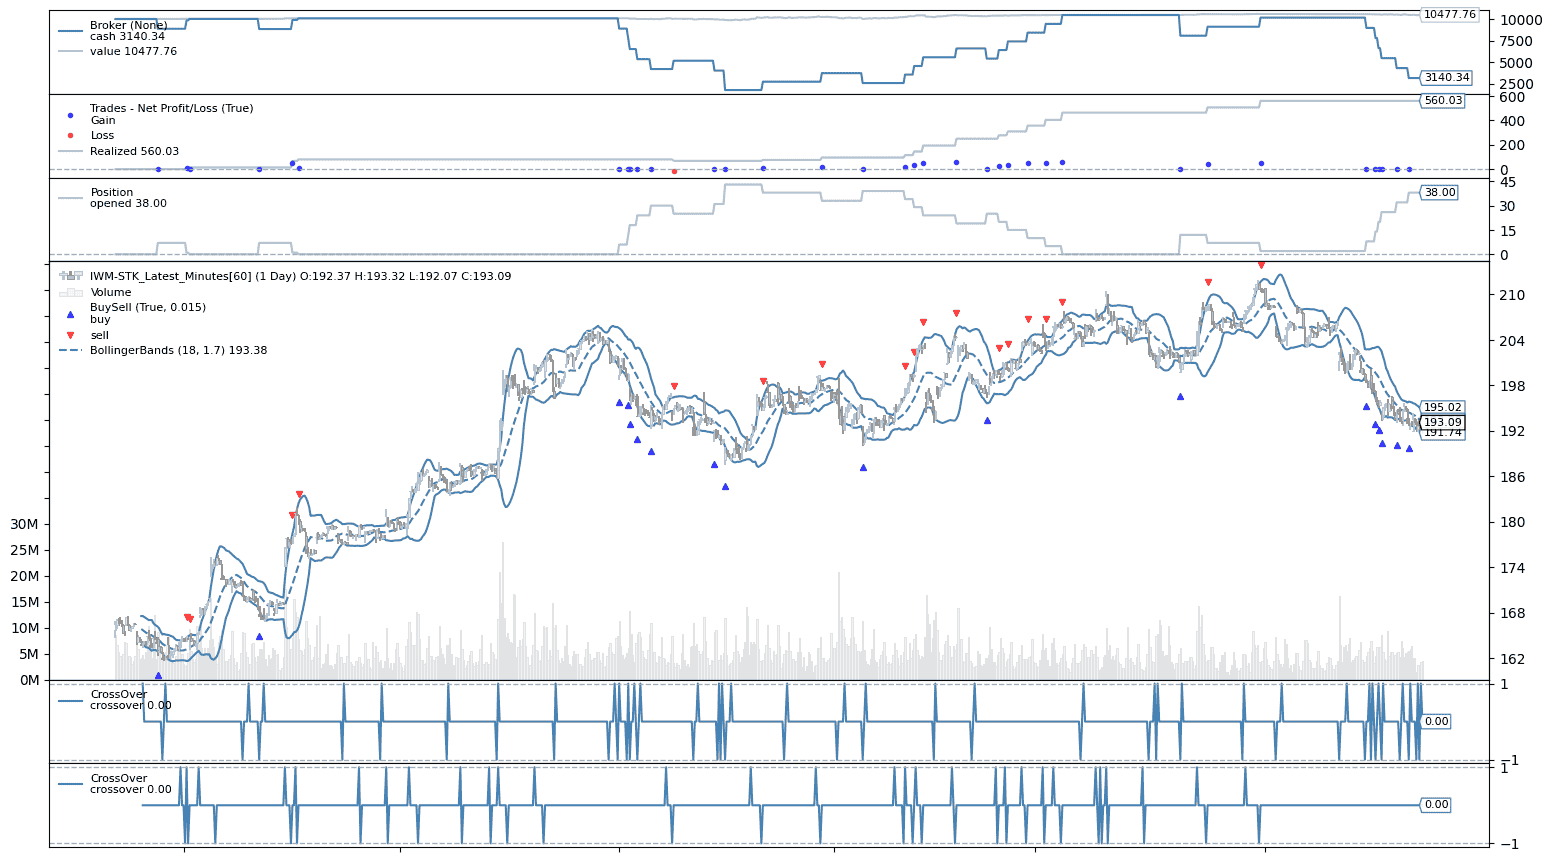 Broker (None)
cash 3140.34
value 10477.76
10477.76
10000
7500
5000
3140.34
2500
Trades - Net Profit/Loss (True)
Gain
Loss
Realized 560.03
600
560.03
400
200
0
Position
opened 38.00
45
38.00
30
15
0
IWM-STK_Latest_Minutes[60] (1 Day) O:192.37 H:193.32 L:192.07 C:193.09
Volume
BuySell (True, 0.015)
buy
sell
BollingerBands (18, 1.7) 193.38
210
204
198
195.02
193.09
191.74
192
186
180
174
168
162
30M
25M
20M
15M
10M
5M
0M
CrossOver
crossover 0.00
1
0.00
−1
CrossOver
crossover 0.00
1
0.00
−1